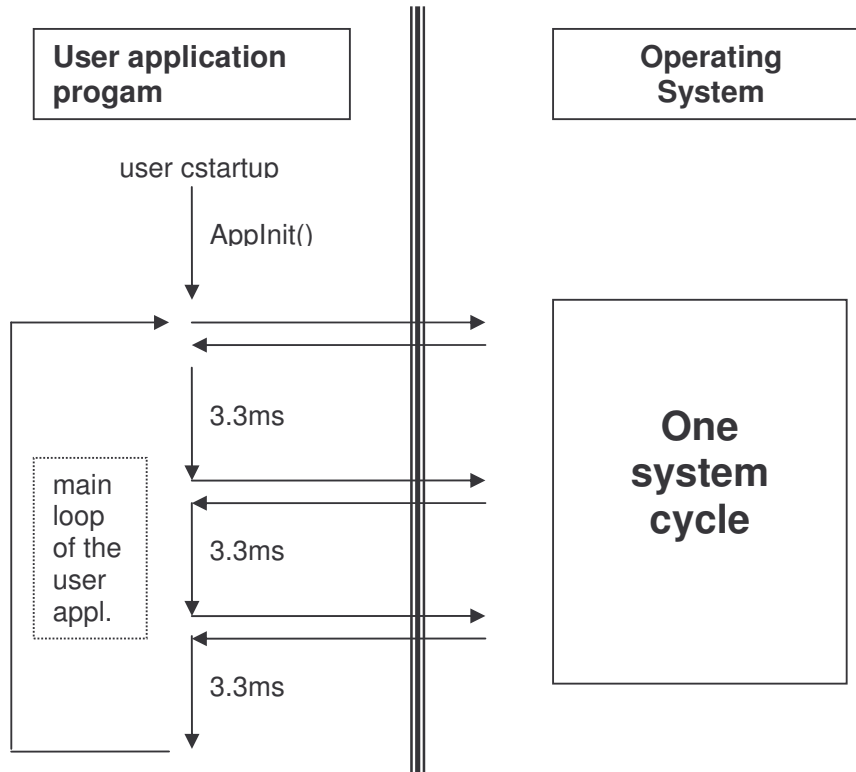 User application
progam
Operating
System
user cstartup
AppInit()
3.3ms
One
system
cycle
main
loop
of the
user
appl.
3.3ms
3.3ms